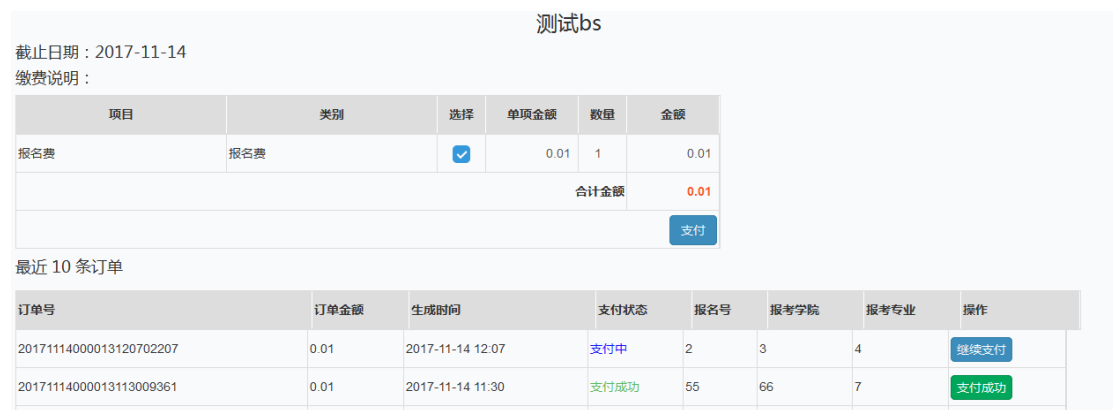 测试bs
截止日期：2017-11-14
缴费说明：
项目 类别 选择 单项金额 数量 金额
报名费 报名费 0.01 1 0.01
合计金额 0.01
支付
最近 10 条订单
订单号 订单金额 生成时间 支付状态 报名号 报考学院 报考专业 操作
20171114000013120702207 0.01 2017-11-14 12:07 支付中 2 3 4 继续支付
20171114000013113009361 0.01 2017-11-14 11:30 支付成功 55 66 7 支付成功